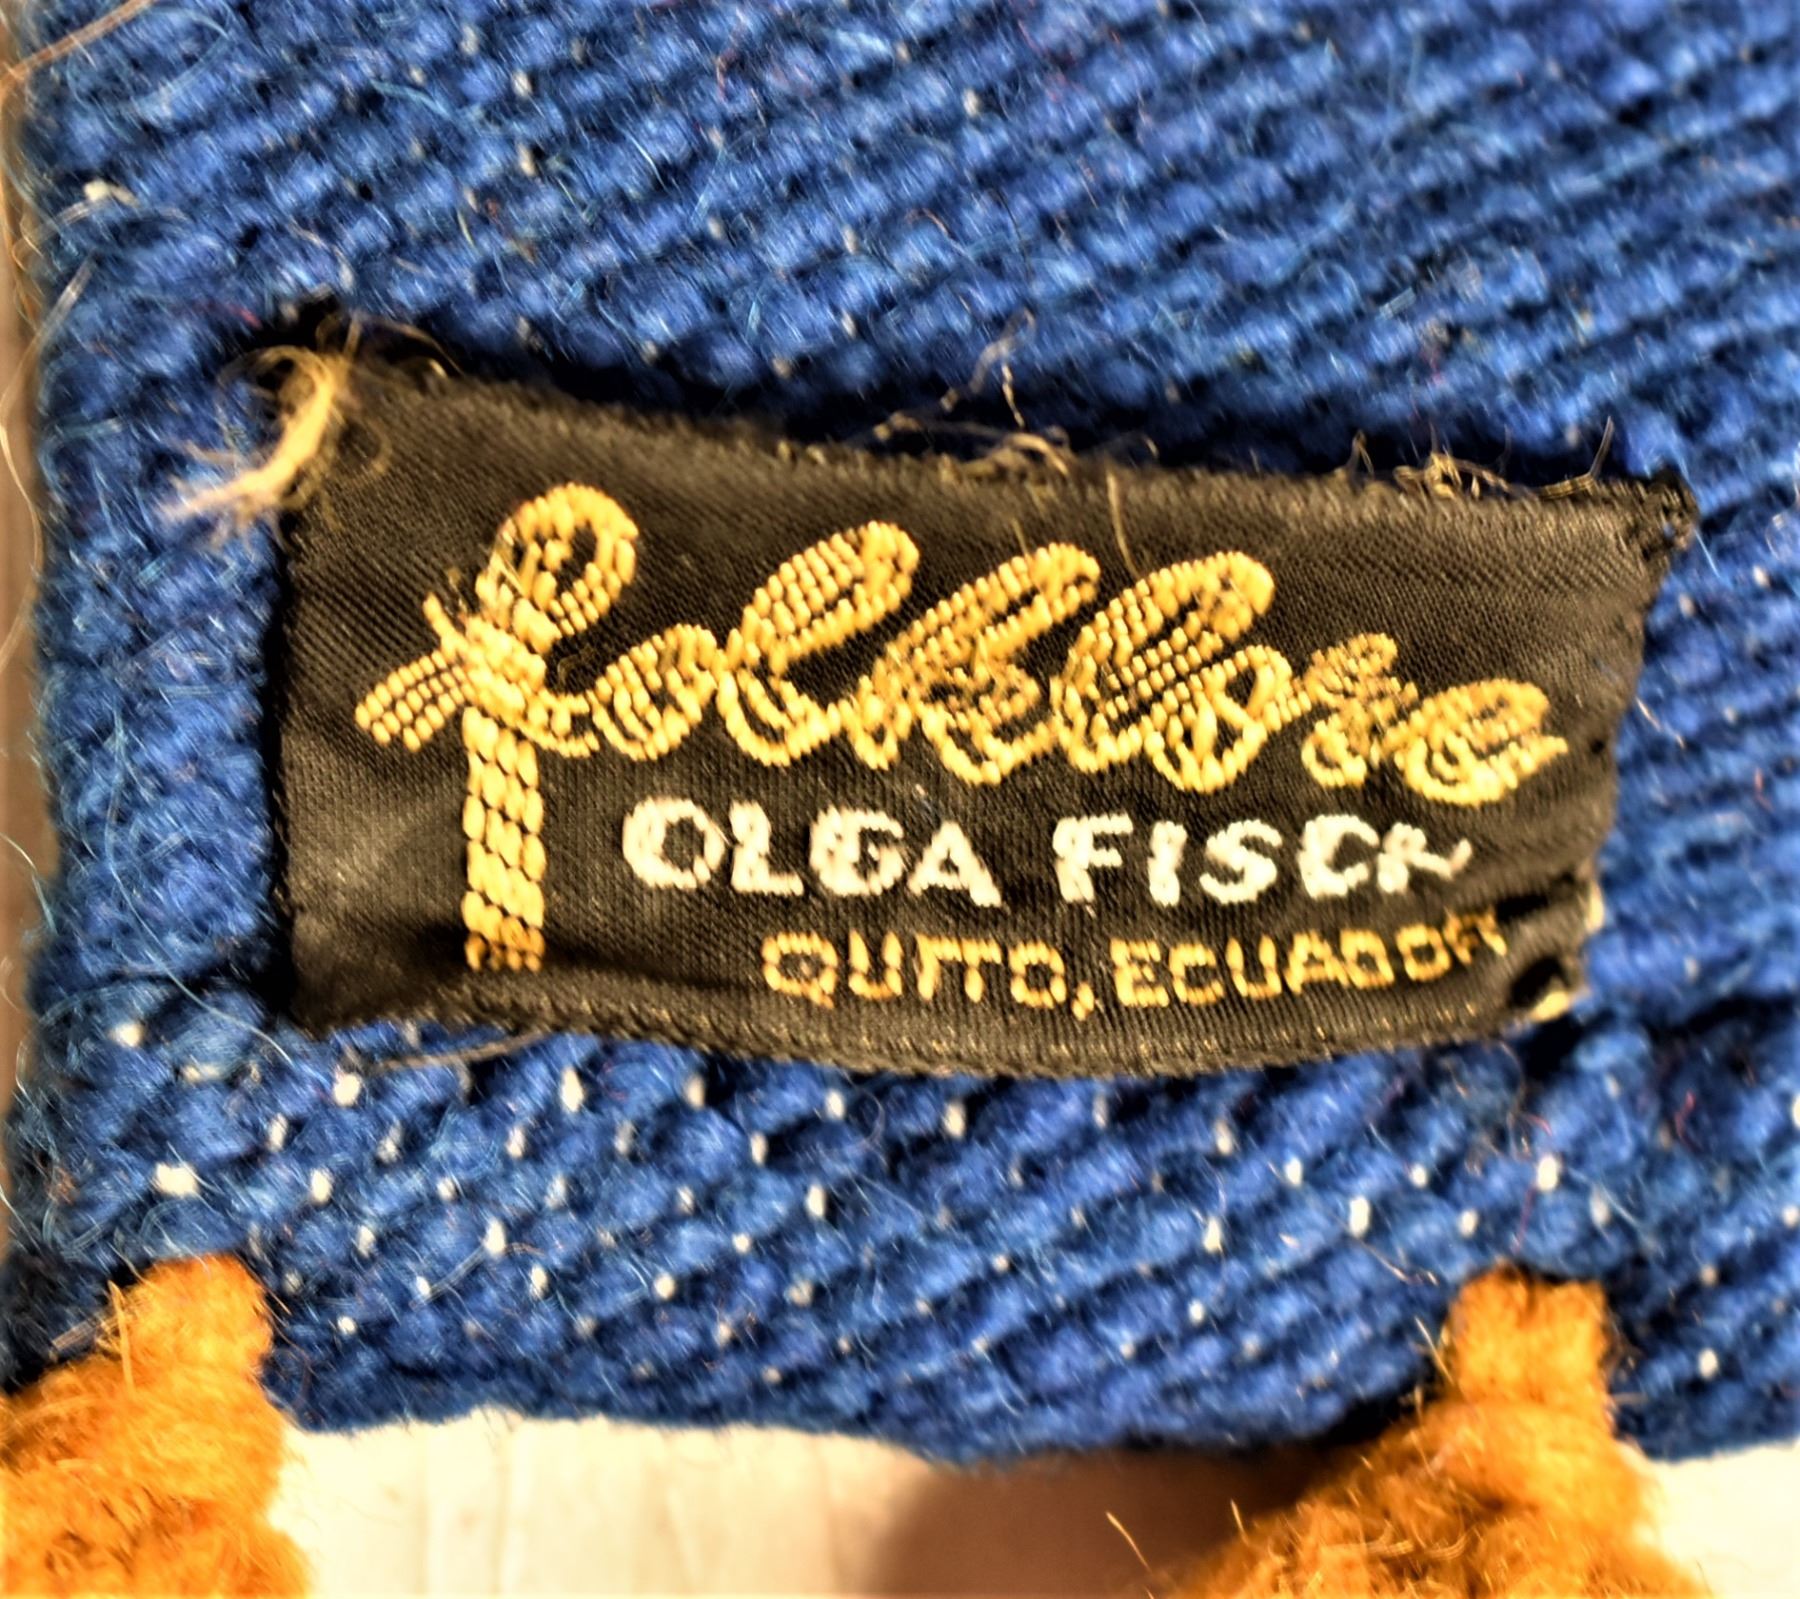 folklore
OLGA FISCH
QUITO, ECUADOR